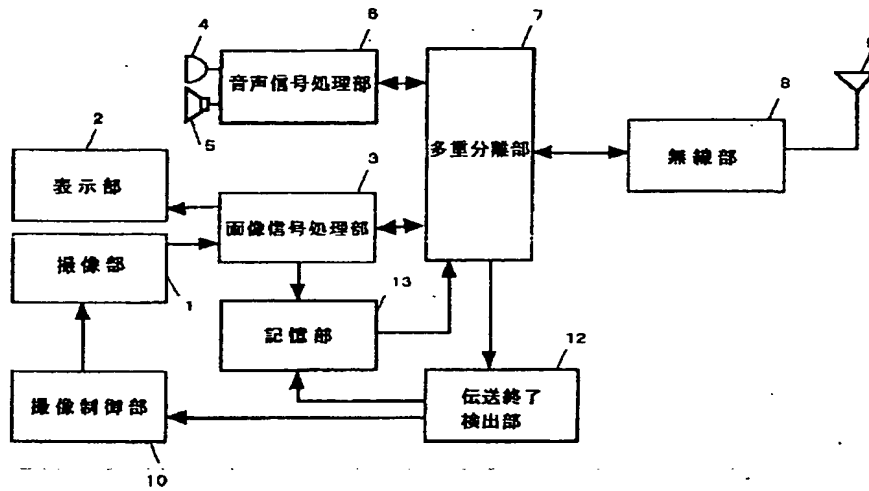 4
6
7
9
音声信号処理部
8
2
5
多重分離部
無線部
表示部
3
画像信号処理部
撮像部
1
13
記憶部
12
撮像制御部
伝送終了
検出部
10